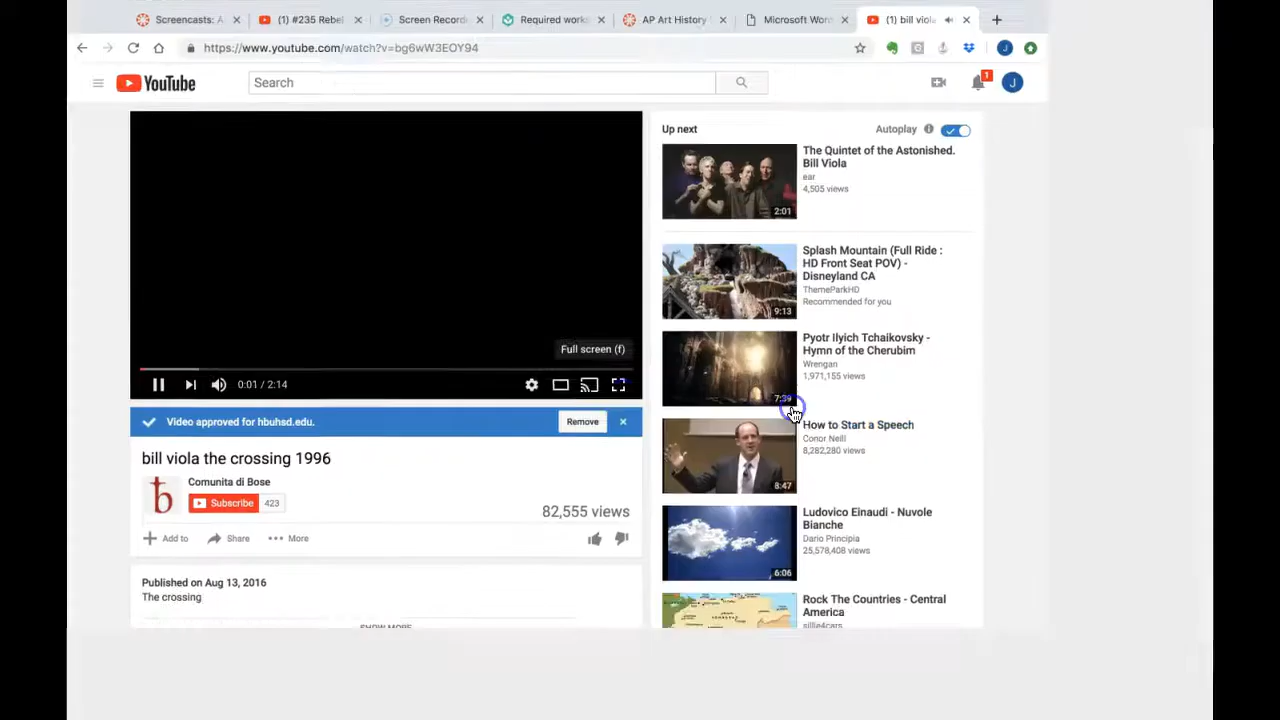 Screencasts: A
(1) #235 Rebel
Screen Record
Required works
AP Art History
Microsoft Wor
(1) bill viola
https://www.youtube.com/watch?v=bg6wW3EOY94
J
YouTube
Search
1
J
Up next
Autoplay
The Quintet of the Astonished.
Bill Viola
ear
4,505 views
2:01
Splash Mountain (Full Ride :
HD Front Seat POV) -
Disneyland CA
ThemeParkHD
Recommended for you
9:13
Pyotr Ilyich Tchaikovsky -
Hymn of the Cherubim
Wrengan
1,971,155 views
Full screen (f)
0:01 / 2:14
Video approved for hbuhsd.edu.
Remove
How to Start a Speech
Conor Neill
8,282,280 views
8:47
bill viola the crossing 1996
b
Comunita di Bose
Subscribe
423
82,555 views
Add to
Share
More
Ludovico Einaudi - Nuvole
Bianche
Dario Principia
25,578,408 views
6:06
Published on Aug 13, 2016
The crossing
SHOW MORE
Rock The Countries - Central
America
sillie4cars